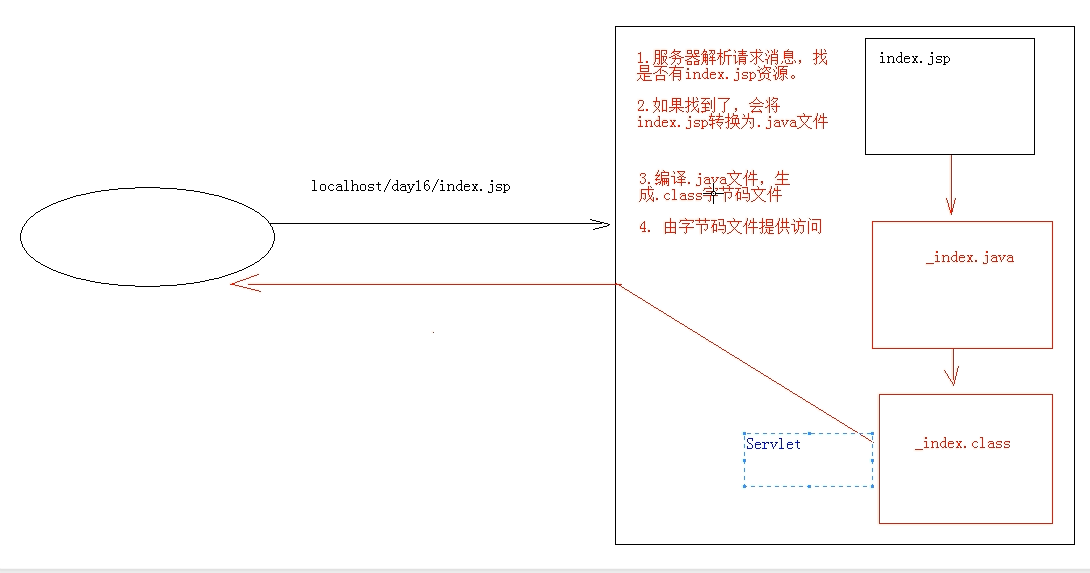 localhost/day16/index.jsp
1.服务器解析请求消息，找
是否有index.jsp资源。
2.如果找到了，会将
index.jsp转换为.java文件
3.编译.java文件，生
成.class字节码文件
4. 由字节码文件提供访问
index.jsp
_index.java
_index.class
Servlet